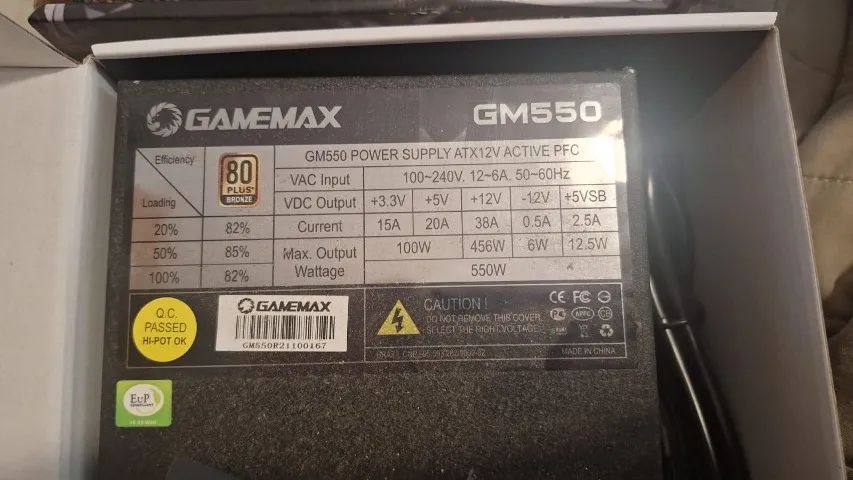 GAMEMAX
GM550
Efficiency
Loading
80
PLUS
BRONZE
GM550 POWER SUPPLY ATX12V ACTIVE PFC
VAC Input 100~240V. 12~6A. 50~60Hz
VDC Output +3.3V +5V +12V -12V +5VSB
20% 82% Current 15A 20A 38A 0.5A 2.5A
50% 85% Max. Output Wattage 100W 456W 6W 12.5W
100% 82% 550W
Q.C.
PASSED
HI-POT OK
GAMEMAX
GM550R21100167
CAUTION !
DO NOT REMOVE THIS COVER.
SELECT THE RIGHT VOLTAGE.
CE FC
MADE IN CHINA
EuP